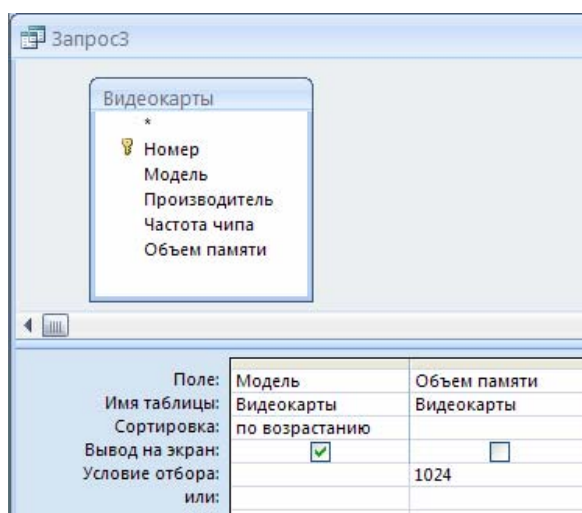 Запрос3
Видеокарты
*
Номер
Модель
Производитель
Частота чипа
Объем памяти
Поле: Модель Объем памяти
Имя таблицы: Видеокарты Видеокарты
Сортировка: по возрастанию
Вывод на экран:
Условие отбора: 1024
или: